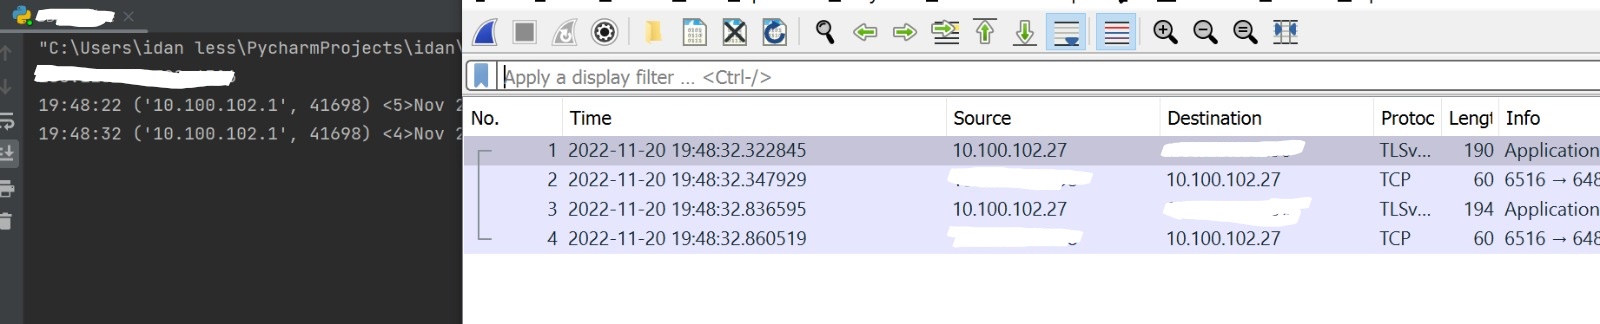 "C:\Users\idan less\PycharmProjects\idan\
19:48:22 ('10.100.102.1', 41698) <5>Nov 2
19:48:32 ('10.100.102.1', 41698) <4>Nov 2
Apply a display filter ... <Ctrl-/>
No. Time Source Destination Protoc Lengt Info
1 2022-11-20 19:48:32.322845 10.100.102.27 TLSv... 190 Application
2 2022-11-20 19:48:32.347929 10.100.102.27 TCP 60 6516 → 648
3 2022-11-20 19:48:32.836595 10.100.102.27 TLSv... 194 Application
4 2022-11-20 19:48:32.860519 10.100.102.27 TCP 60 6516 → 648